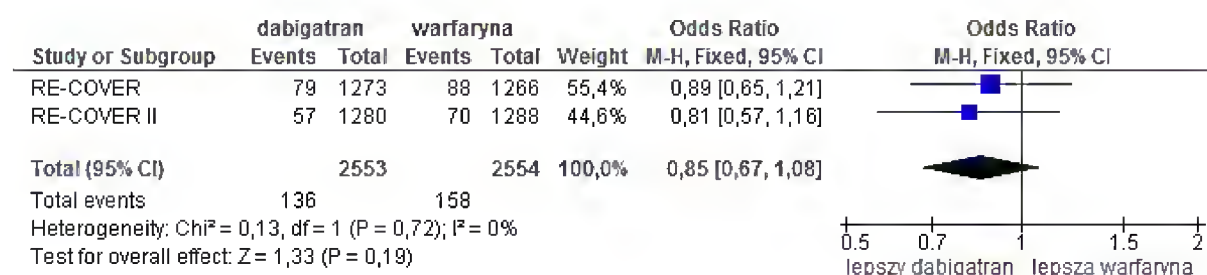 dabigatran warfaryna Odds Ratio Odds Ratio
Study or Subgroup Events Total Events Total Weight M-H, Fixed, 95% CI M-H, Fixed, 95% CI
RE-COVER 79 1273 88 1266 55,4% 0,89 [0,65, 1,21]
RE-COVER II 57 1280 70 1288 44,6% 0,81 [0,57, 1,16]
Total (95% CI) 2553 2554 100,0% 0,85 [0,67, 1,08]
Total events 136 158
Heterogeneity: Chi² = 0,13, df = 1 (P = 0,72); I² = 0%
Test for overall effect: Z = 1,33 (P = 0,19)
0.5 0.7 1 1.5 2
lepszy dabigatran lepsza warfaryna